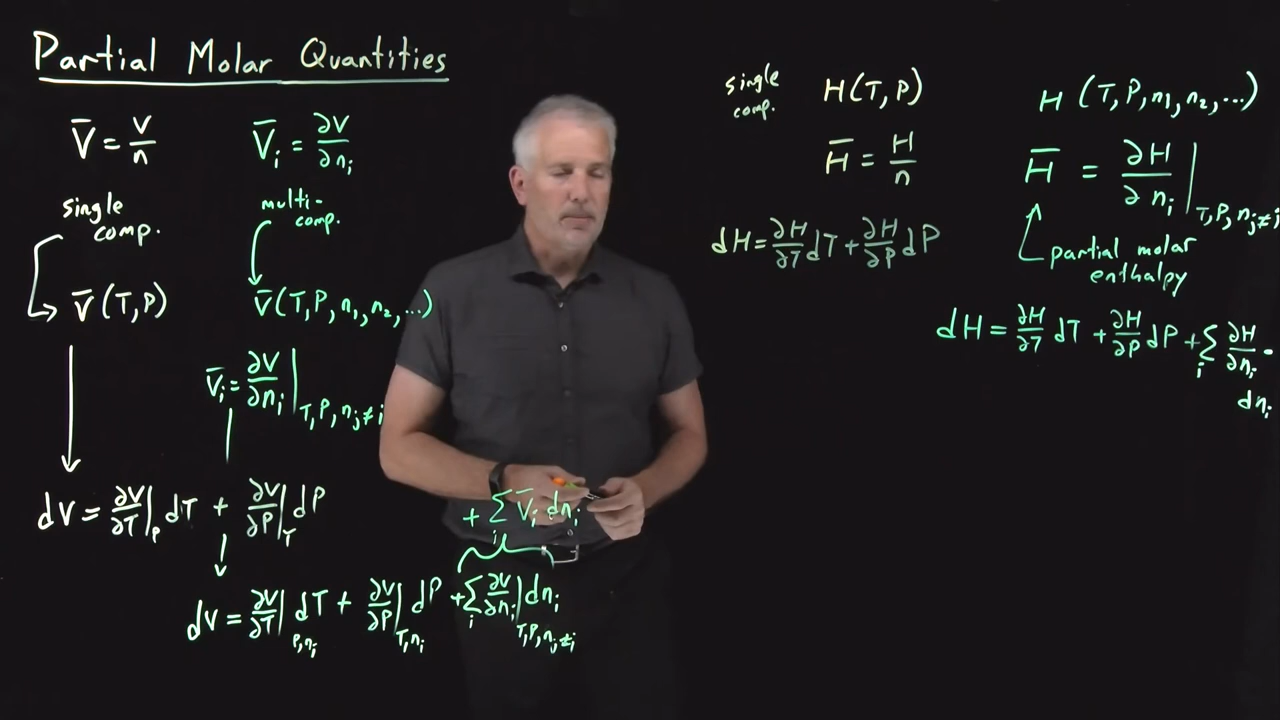 Partial Molar Quantities
V̄ = V/n
V̄ᵢ = ∂V/∂nᵢ
single comp.
multi-comp.
V̄(T,P)
V̄(T,P,n₁,n₂,...)
V̄ᵢ = ∂V/∂nᵢ|T,P,nⱼ≠ᵢ
dV = ∂V/∂T|P dT + ∂V/∂P|T dP
+ Σᵢ V̄ᵢ dnᵢ
dV = ∂V/∂T|P,nⱼ dT + ∂V/∂P|T,nⱼ dP + Σᵢ ∂V/∂nᵢ|T,P,nⱼ≠ᵢ dnᵢ
single comp.
H(T,P)
H̄ = H/n
dH = ∂H/∂T dT + ∂H/∂P dP
H(T,P,n₁,n₂,...)
H̄ = ∂H/∂nᵢ|T,P,nⱼ≠ᵢ
partial molar
enthalpy
dH = ∂H/∂T dT + ∂H/∂P dP + Σᵢ ∂H/∂nᵢ ·
dnᵢ